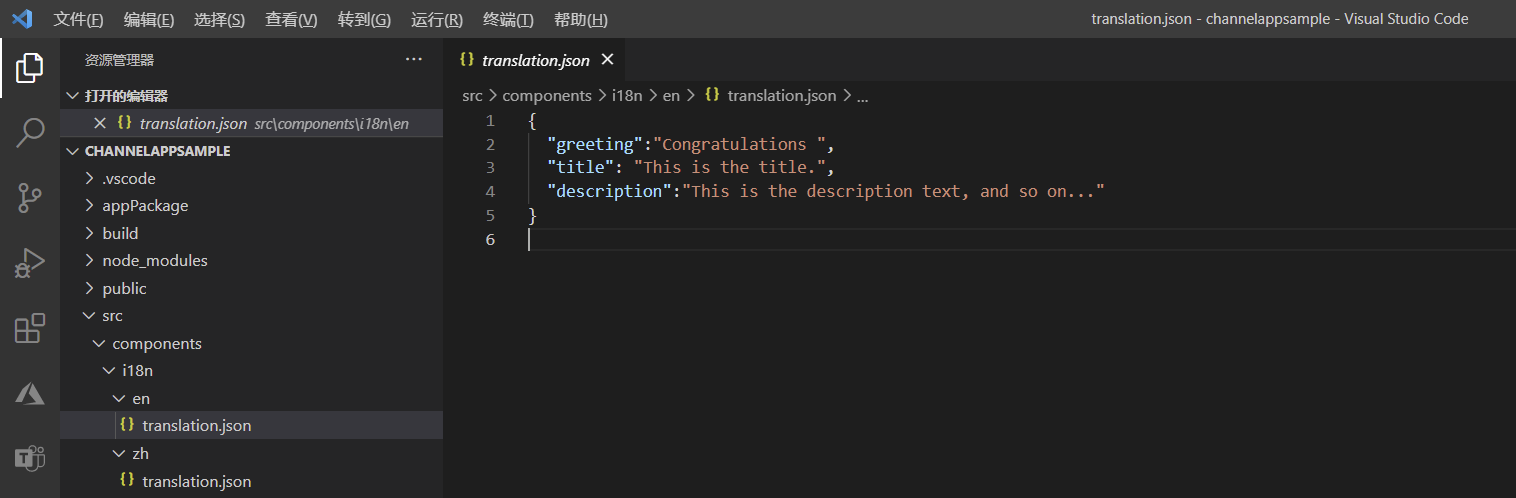 文件(F) 编辑(E) 选择(S) 查看(V) 转到(G) 运行(R) 终端(T) 帮助(H) translation.json - channelappsample - Visual Studio Code
资源管理器 ...
打开的编辑器
translation.json src\components\i18n\en
CHANNELAPPSAMPLE
.vscode
appPackage
build
node_modules
public
src
components
i18n
en
translation.json
zh
translation.json
{} translation.json
src > components > i18n > en > {} translation.json > ...
1 {
2 "greeting":"Congratulations ",
3 "title": "This is the title.",
4 "description":"This is the description text, and so on..."
5 }
6